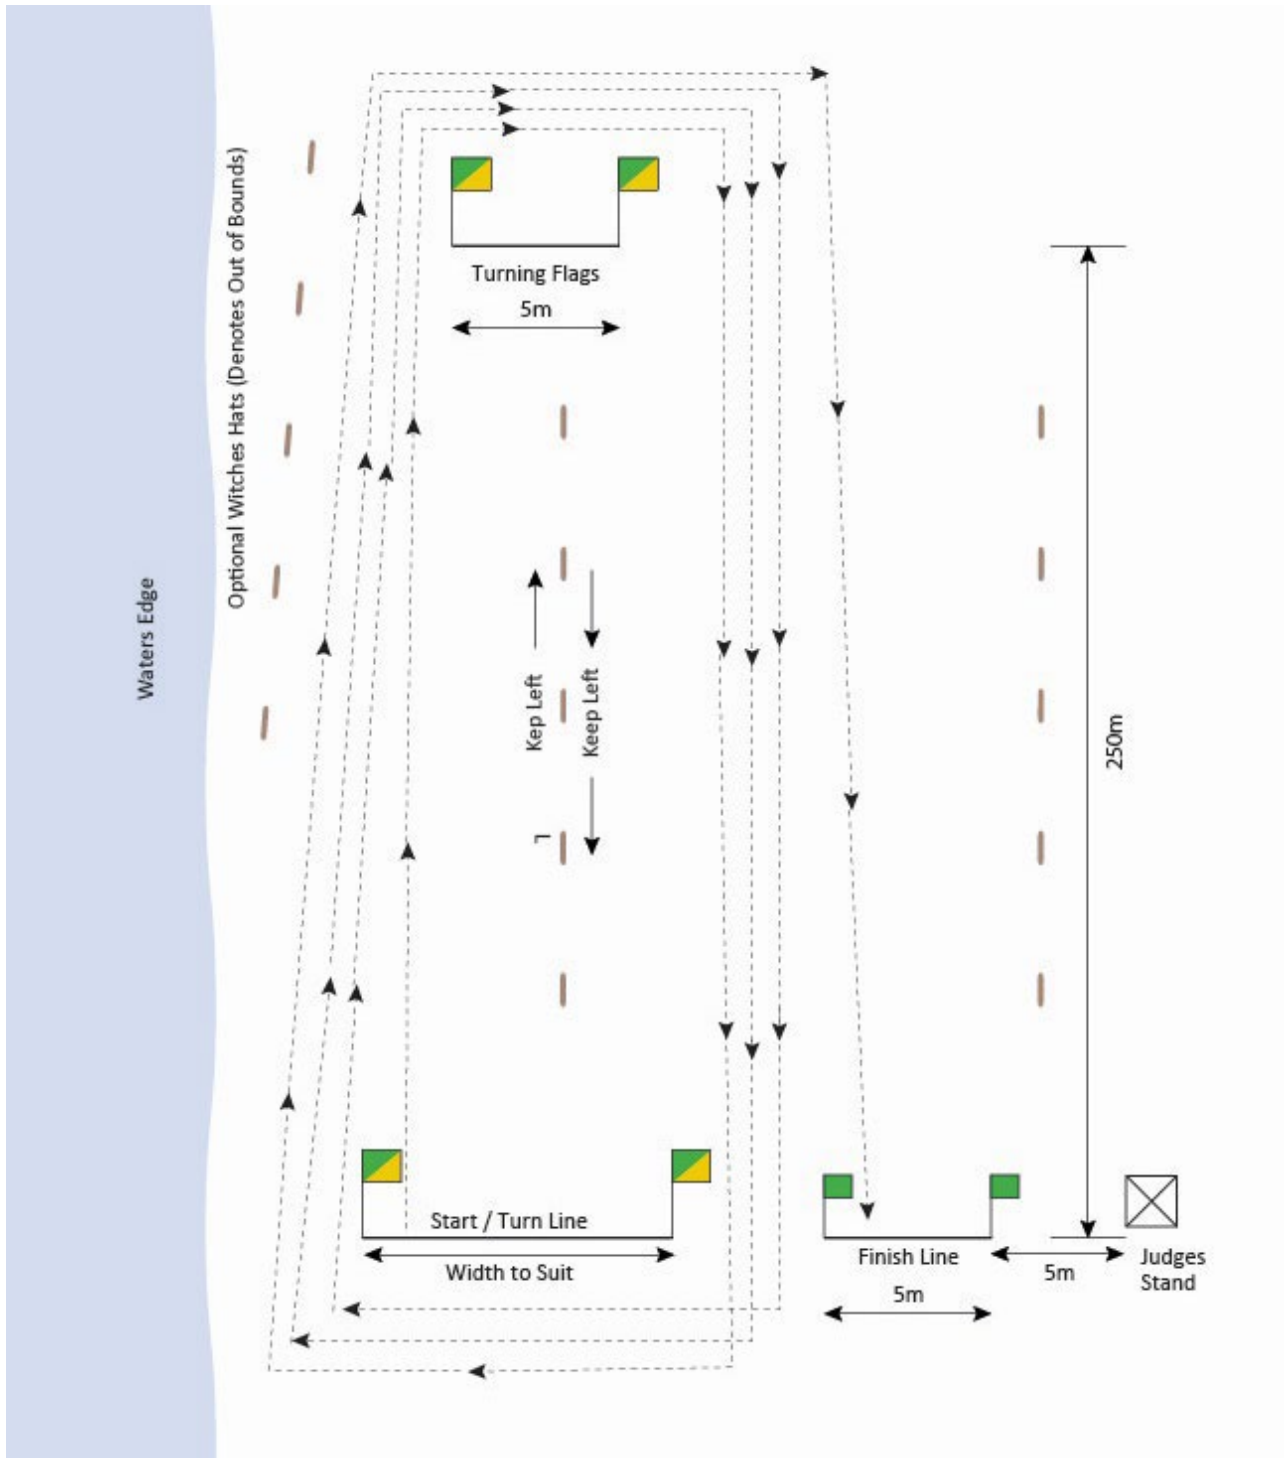 Optional Witches Hats (Denotes Out of Bounds)
Waters Edge
Turning Flags
5m
Kep Left
Keep Left
L
250m
Start / Turn Line
Width to Suit
Finish Line
5m
5m
Judges
Stand